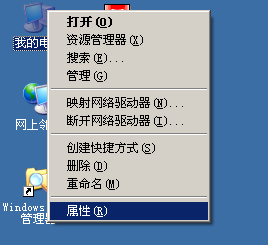 我的电
打开(O)
资源管理器(X)
搜索(E)...
管理(G)
映射网络驱动器(N)...
断开网络驱动器(I)...
创建快捷方式(S)
删除(D)
重命名(M)
属性(R)
网上邻
Windows
管理器